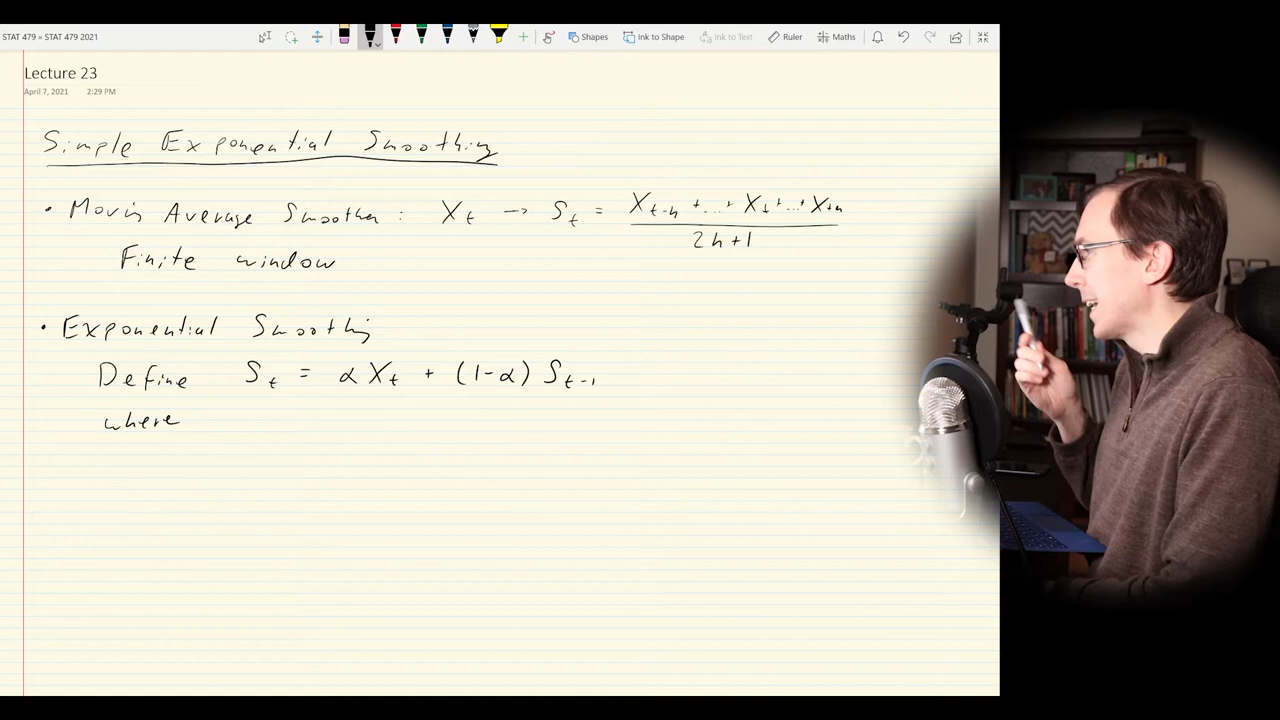 STAT 479 » STAT 479 2021
Shapes Ink to Shape Ink to Text Ruler Maths
Lecture 23
April 7, 2021 2:29 PM
Simple Exponential Smoothing
• Moving Average Smoother : X_t → S_t = (X_{t-h} + ... + X_t + ... + X_{t+h}) / (2h+1)
Finite window
• Exponential Smoothing
Define S_t = α X_t + (1-α) S_{t-1}
where